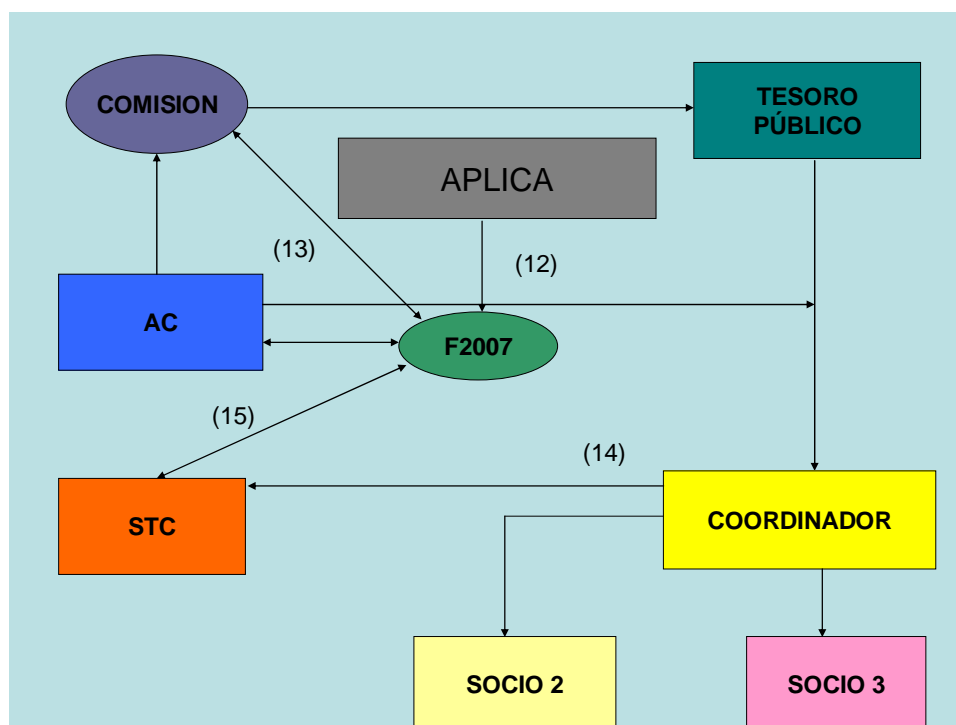 COMISION
TESORO
PÚBLICO
APLICA
(13)
(12)
AC
F2007
(15)
(14)
STC
COORDINADOR
SOCIO 2
SOCIO 3